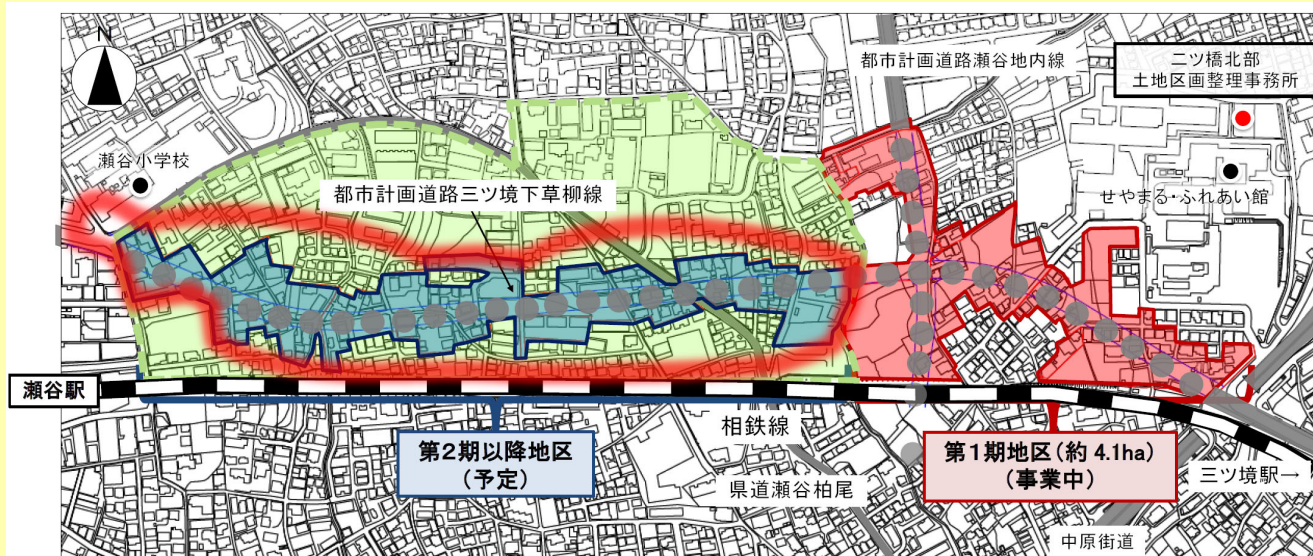 N
都市計画道路瀬谷地内線
二ツ橋北部
土地区画整理事務所
瀬谷小学校
都市計画道路三ツ境下草柳線
せやまる・ふれあい館
瀬谷駅
相鉄線
第2期以降地区
(予定)
第1期地区(約 4.1ha)
(事業中)
県道瀬谷柏尾
三ツ境駅→
中原街道